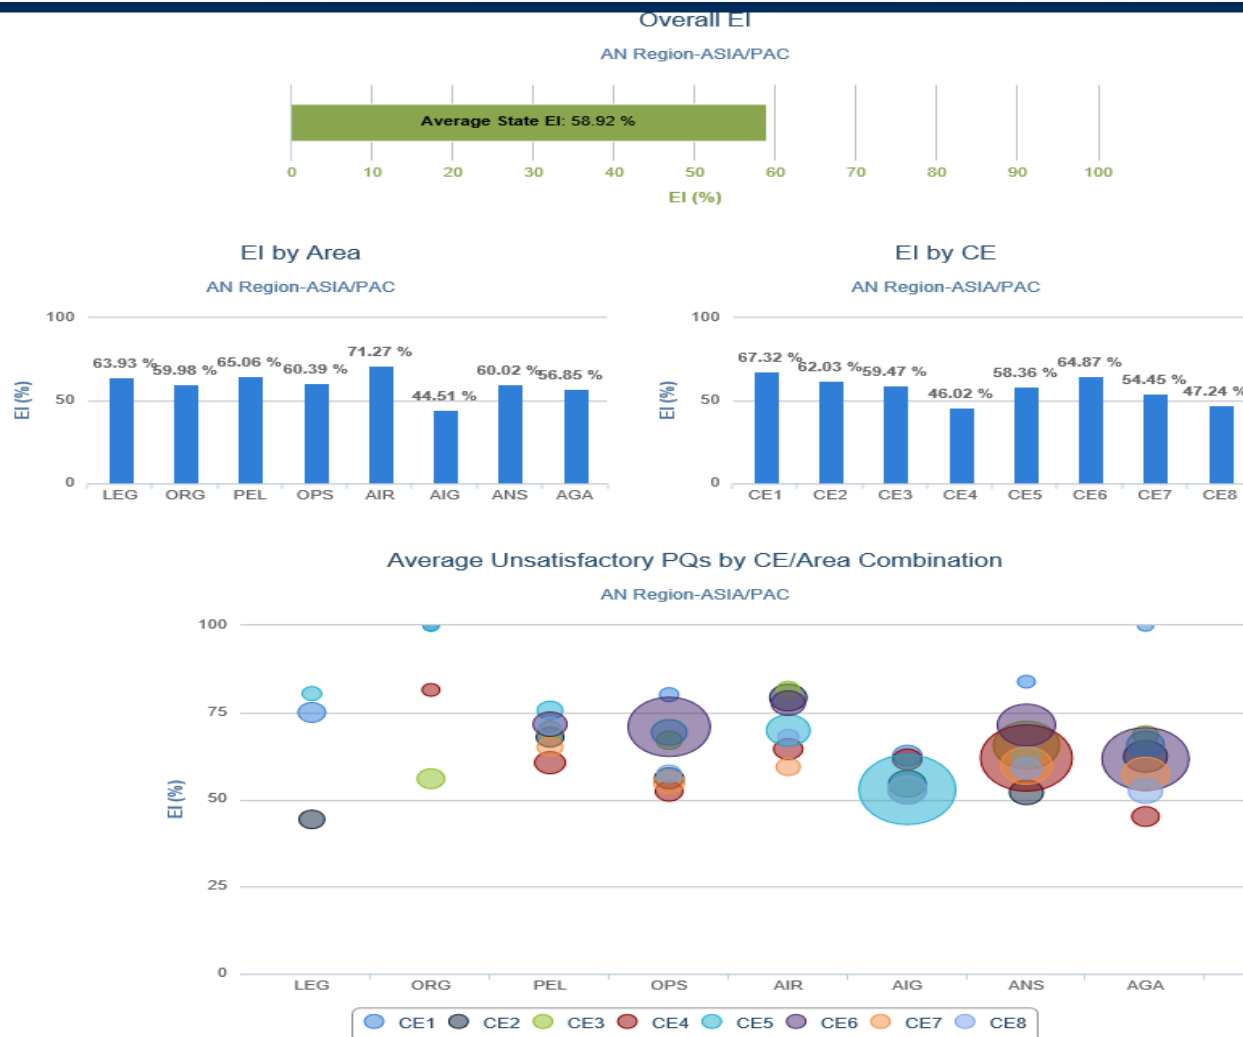 Overall EI
AN Region-ASIA/PAC
Average State EI: 58.92 %
0 10 20 30 40 50 60 70 80 90 100
EI (%)
EI by Area
AN Region-ASIA/PAC
100
63.93 % 59.98 % 65.06 % 60.39 % 71.27 % 44.51 % 60.02 % 56.85 %
EI (%)
50
0
LEG ORG PEL OPS AIR AIG ANS AGA
EI by CE
AN Region-ASIA/PAC
100
67.32 % 62.03 % 59.47 % 46.02 % 58.36 % 64.87 % 54.45 % 47.24 %
EI (%)
50
0
CE1 CE2 CE3 CE4 CE5 CE6 CE7 CE8
Average Unsatisfactory PQs by CE/Area Combination
AN Region-ASIA/PAC
100
75
50
EI (%)
25
0
LEG ORG PEL OPS AIR AIG ANS AGA
CE1 CE2 CE3 CE4 CE5 CE6 CE7 CE8